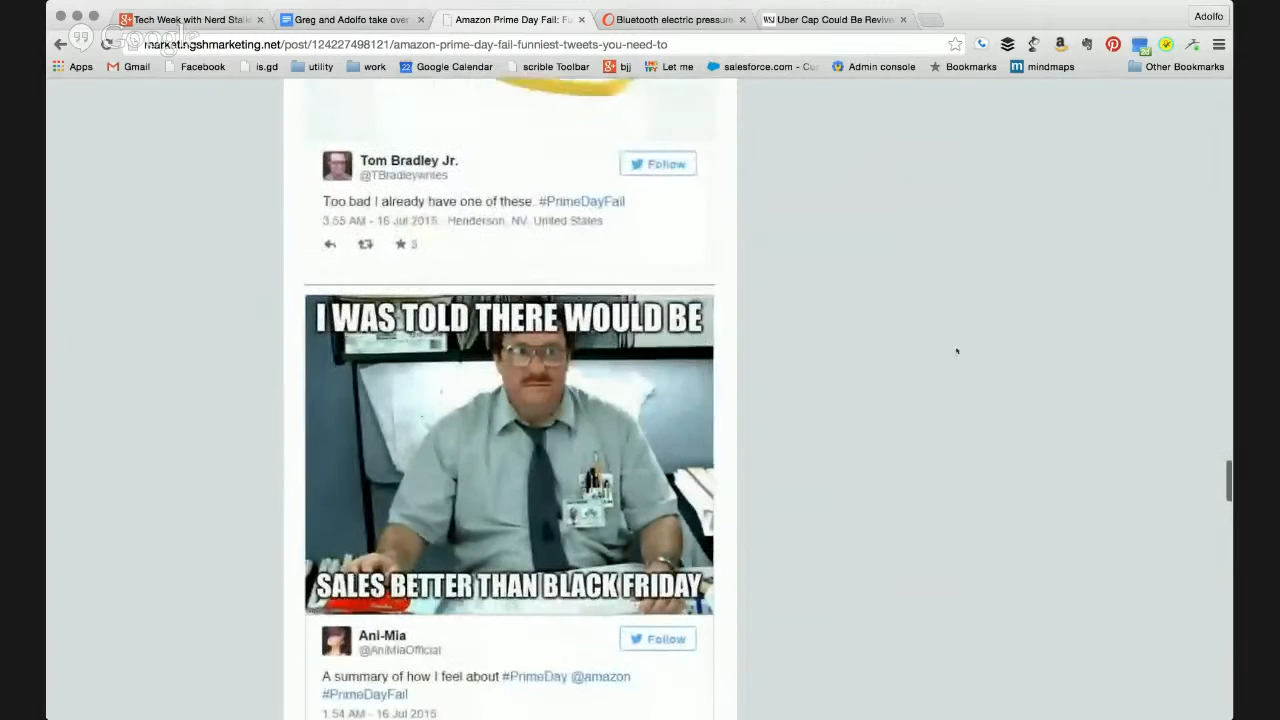 Tech Week with Nerd Stal
Greg and Adolfo take over
Amazon Prime Day Fail: Fu
Bluetooth electric pressure
Uber Cap Could Be Revive
Adolfo
Google
marketingshmarketing.net/post/124227498121/amazon-prime-day-fail-funniest-tweets-you-need-to
Apps
Gmail
Facebook
is.gd
utility
work
22 Google Calendar
scrible Toolbar
bjj
Let me
salesforce.com - Cu
Admin console
Bookmarks
mindmaps
Other Bookmarks
Tom Bradley Jr.
@TBradleywrites
Follow
Too bad I already have one of these. #PrimeDayFail
3:55 AM - 16 Jul 2015 Henderson, NV, United States
3
I WAS TOLD THERE WOULD BE
SALES BETTER THAN BLACK FRIDAY
Ani-Mia
@AniMiaOfficial
Follow
A summary of how I feel about #PrimeDay @amazon
#PrimeDayFail
1:54 AM - 16 Jul 2015